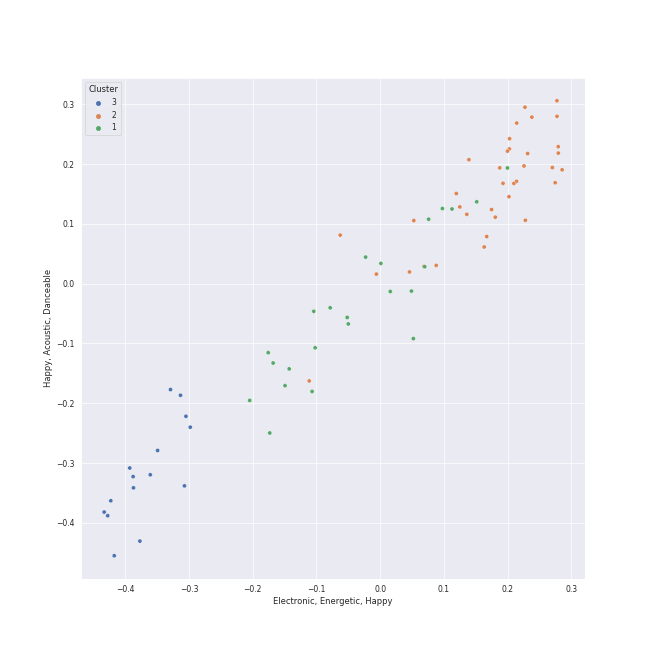 Cluster
3
2
1
0.3
0.2
0.1
0.0
−0.1
−0.2
−0.3
−0.4
Happy, Acoustic, Danceable
−0.4 −0.3 −0.2 −0.1 0.0 0.1 0.2 0.3
Electronic, Energetic, Happy